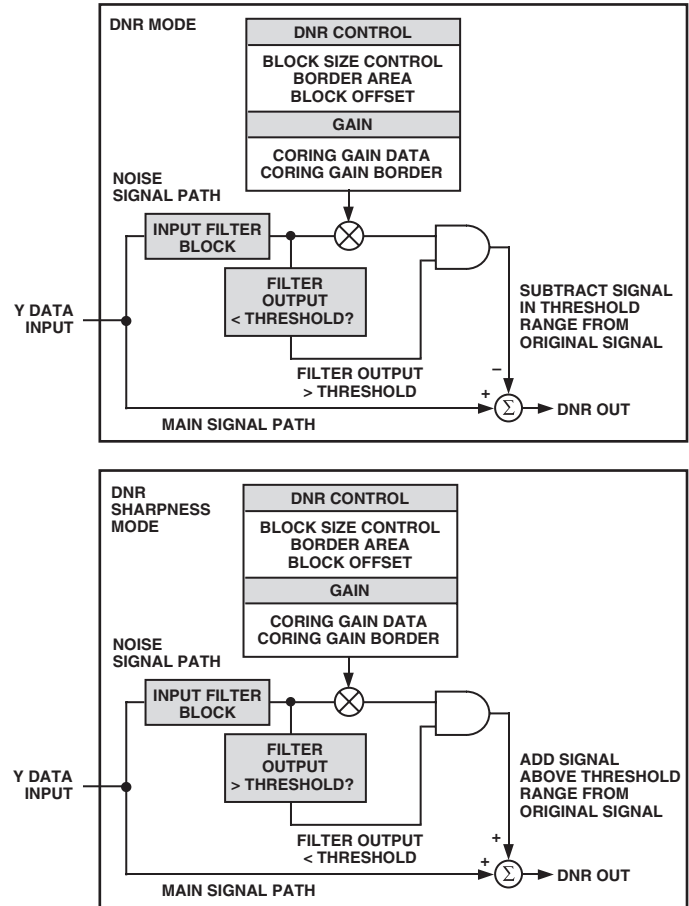 DNR MODE
DNR CONTROL
BLOCK SIZE CONTROL
BORDER AREA
BLOCK OFFSET
GAIN
CORING GAIN DATA
CORING GAIN BORDER
NOISE
SIGNAL PATH
INPUT FILTER
BLOCK
FILTER
OUTPUT
< THRESHOLD?
Y DATA
INPUT
SUBTRACT SIGNAL
IN THRESHOLD
RANGE FROM
ORIGINAL SIGNAL
FILTER OUTPUT
> THRESHOLD
–
+
Σ
DNR OUT
MAIN SIGNAL PATH
DNR
SHARPNESS
MODE
DNR CONTROL
BLOCK SIZE CONTROL
BORDER AREA
BLOCK OFFSET
GAIN
CORING GAIN DATA
CORING GAIN BORDER
NOISE
SIGNAL PATH
INPUT FILTER
BLOCK
FILTER
OUTPUT
> THRESHOLD?
Y DATA
INPUT
ADD SIGNAL
ABOVE THRESHOLD
RANGE FROM
ORIGINAL SIGNAL
FILTER OUTPUT
< THRESHOLD
+
+
Σ
DNR OUT
MAIN SIGNAL PATH